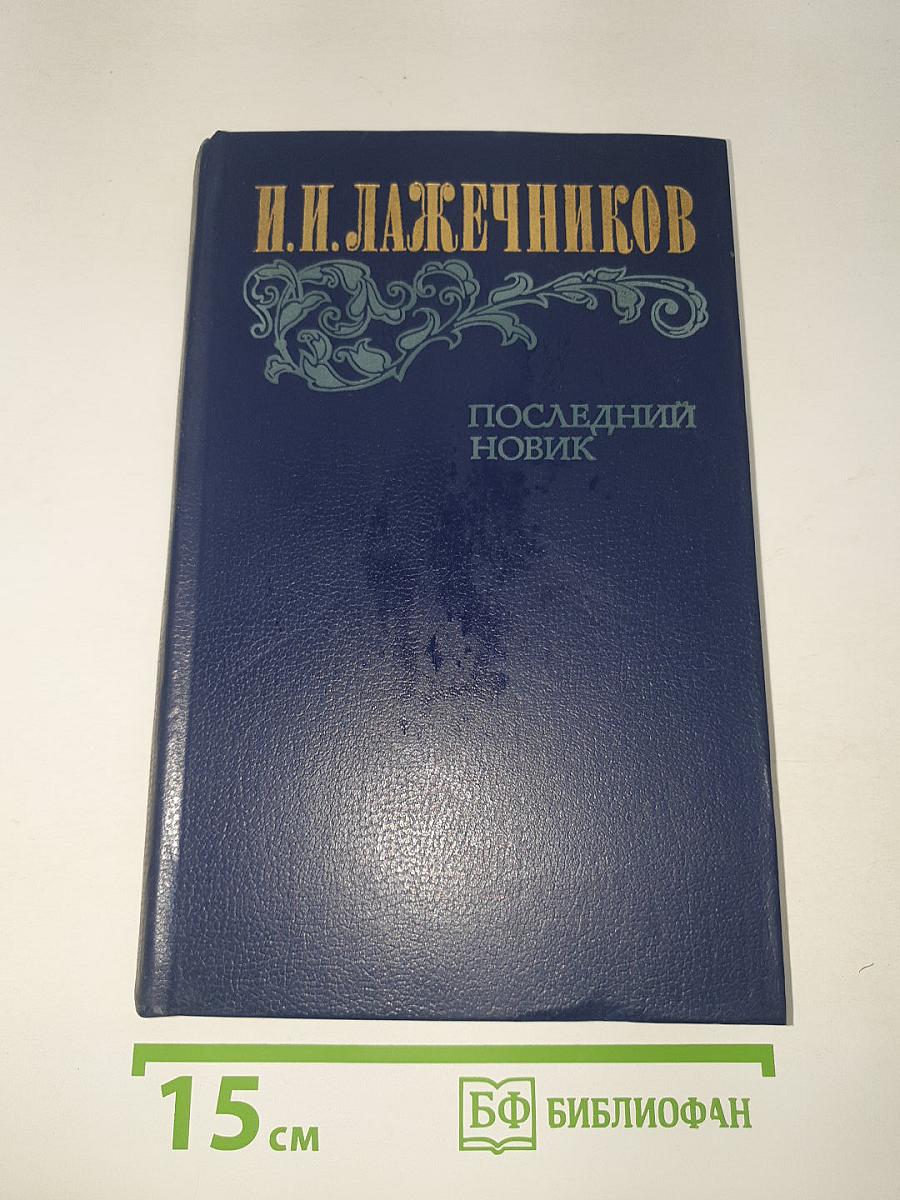 И.И.ЛАЖЕЧНИКОВ
ПОСЛЕДНИЙ
НОВИК
15 см
БФ БИБЛИОФАН